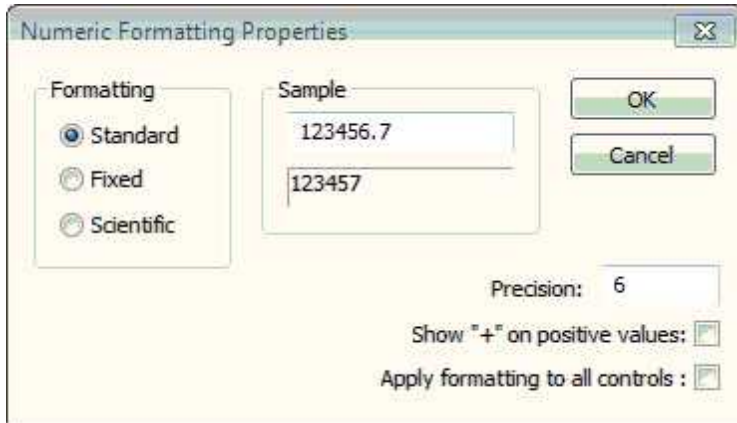 Numeric Formatting Properties
Formatting
Standard
Fixed
Scientific
Sample
123456.7
123457
OK
Cancel
Precision: 6
Show "+" on positive values:
Apply formatting to all controls :